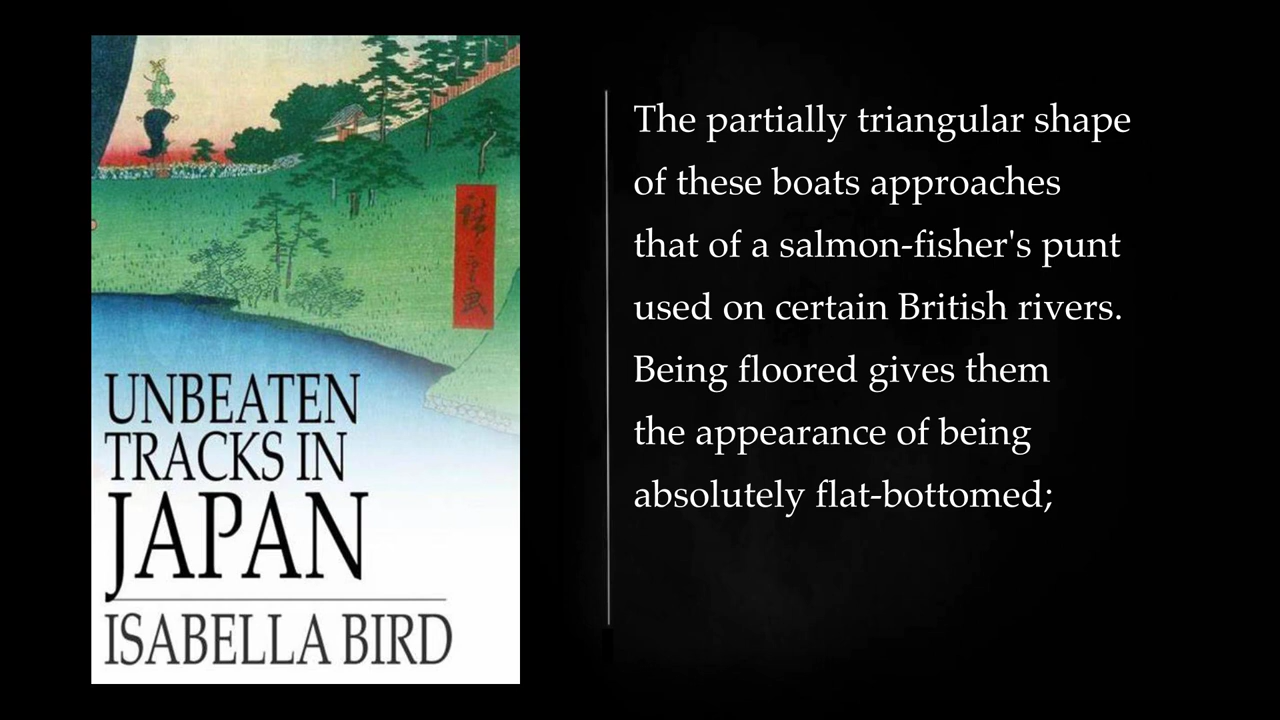 UNBEATEN
TRACKS IN
JAPAN
ISABELLA BIRD
The partially triangular shape
of these boats approaches
that of a salmon-fisher's punt
used on certain British rivers.
Being floored gives them
the appearance of being
absolutely flat-bottomed;